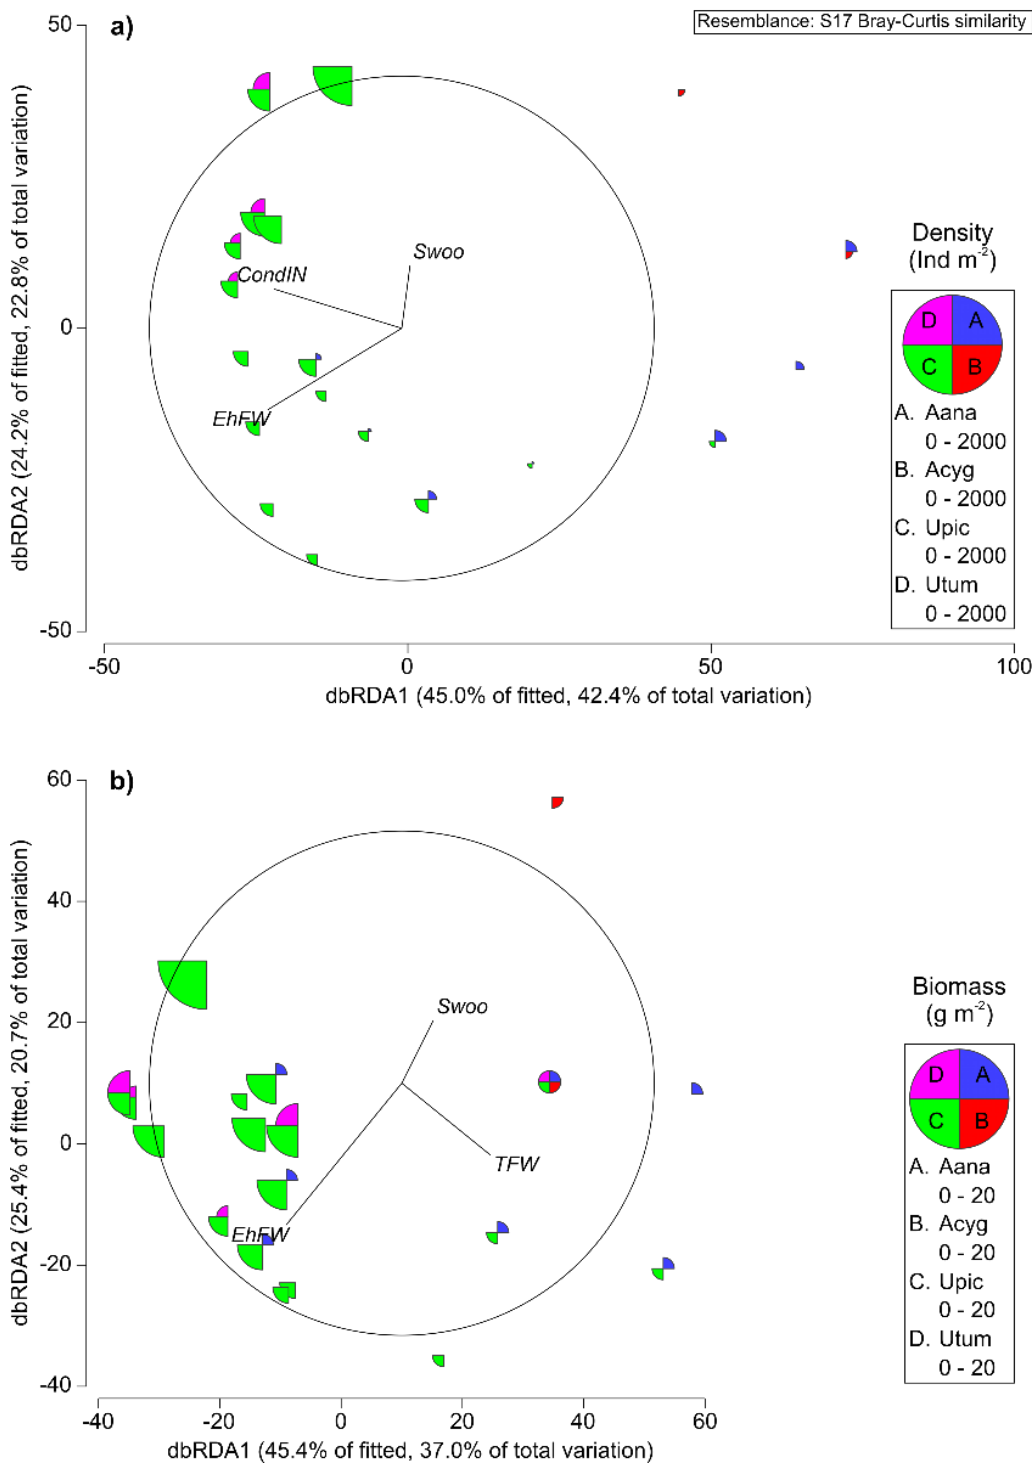 a)
Resemblance: S17 Bray-Curtis similarity
50
0
-50
dbRDA2 (24.2% of fitted, 22.8% of total variation)
Swoo
CondIN
EhFW
-50
0
50
100
dbRDA1 (45.0% of fitted, 42.4% of total variation)
Density
(Ind m-2)
D A
C B
A. Aana
0 - 2000
B. Acyg
0 - 2000
C. Upic
0 - 2000
D. Utum
0 - 2000
b)
60
40
20
0
-20
-40
dbRDA2 (25.4% of fitted, 20.7% of total variation)
Swoo
TFW
EhFW
-40
-20
0
20
40
60
dbRDA1 (45.4% of fitted, 37.0% of total variation)
Biomass
(g m-2)
D A
C B
A. Aana
0 - 20
B. Acyg
0 - 20
C. Upic
0 - 20
D. Utum
0 - 20